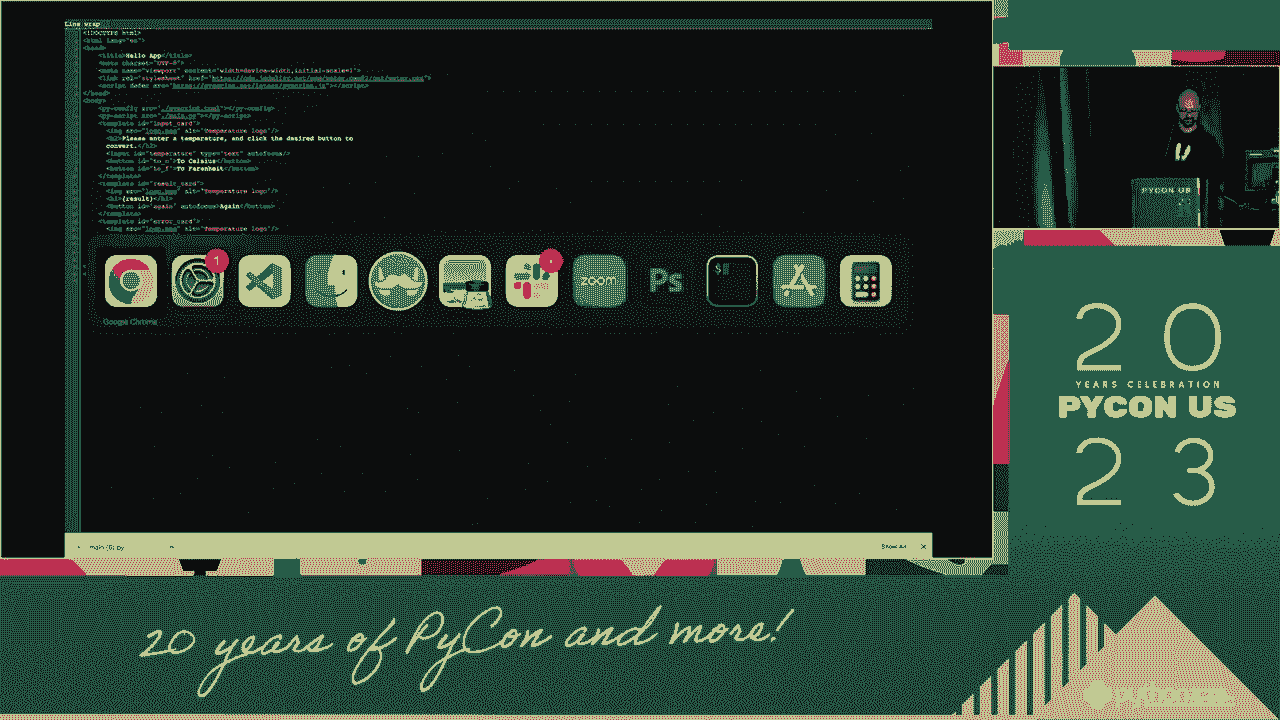 Line wrap
<!DOCTYPE html>
<html lang="en">
<head>
<title>Hello App</title>
<meta charset="UTF-8">
<meta name="viewport" content="width=device-width,initial-scale=1">
<link rel="stylesheet" href="
<script defer src="https://pyscript.net/latest/pyscript.js"></script>
</head>
<body>
<py-config src="./pyscript.toml"></py-config>
<py-script src="./main.py"></py-script>
<template id="input_card">
<img src="logo.png" alt="Temperature logo"/>
<h2>Please enter a temperature, and click the desired button to
convert.</h2>
<input id="temperature" type="text" autofocus/>
<button id="to_c">To Celsius</button>
<button id="to_f">To Farenheit</button>
</template>
<template id="result_card">
<img src="logo.png" alt="Temperature logo"/>
<h1>{result}</h1>
<button id="again" autofocus>Again</button>
</template>
<template id="error_card">
<img src="logo.png" alt="Temperature logo"/>
1
zoom
Ps
$
Google Chrome
main (6).py
Show All
PYCON US
20
YEARS CELEBRATION
PYCON US
23
20 years of PyCon and more!